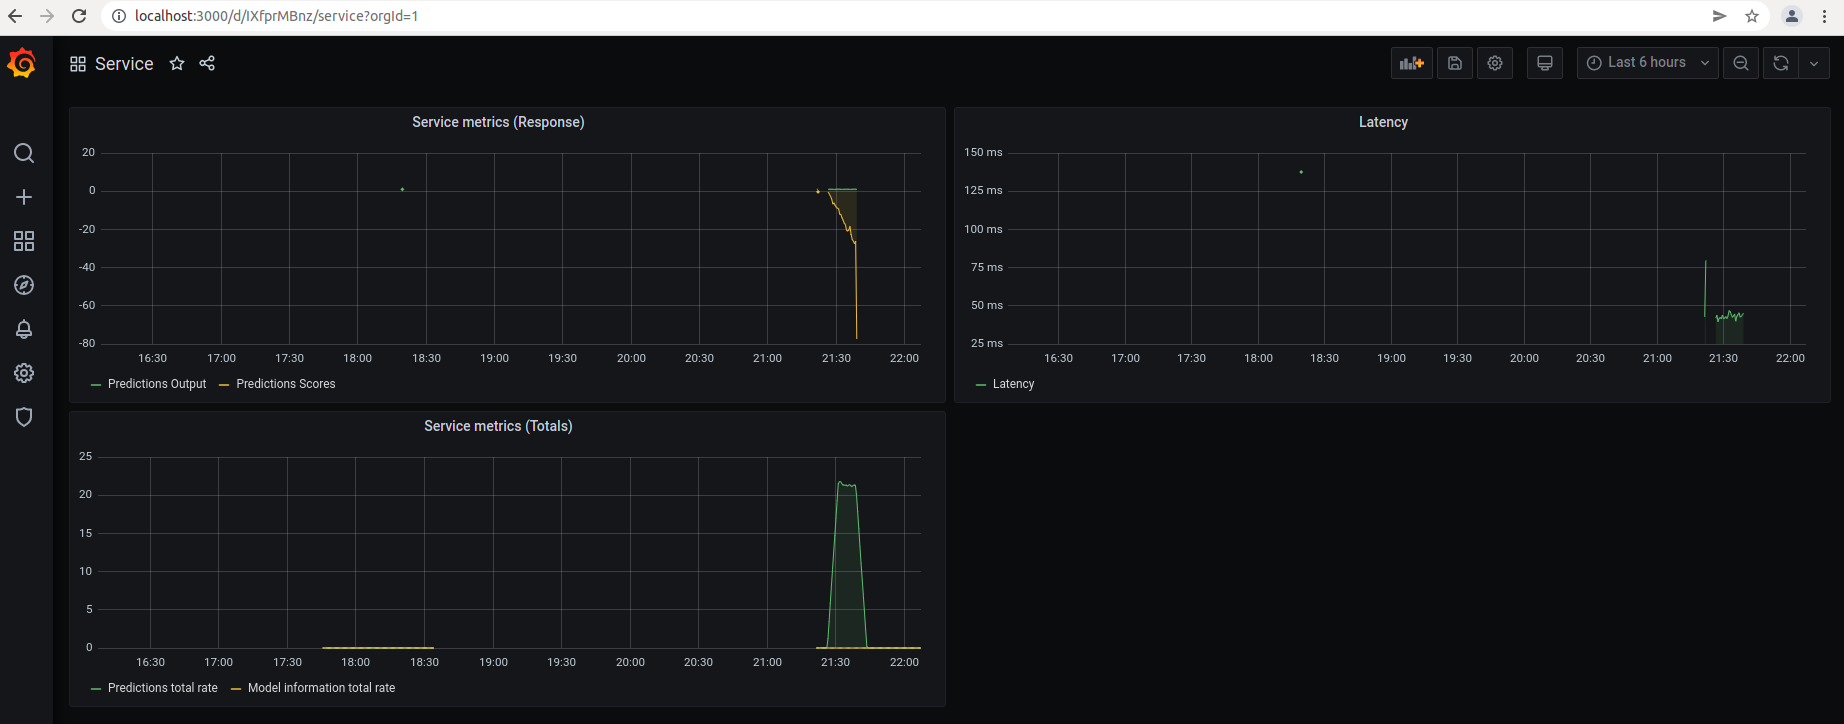 localhost:3000/d/IXfprMBnz/service?orgId=1
Service
Last 6 hours
Service metrics (Response)
20
0
-20
-40
-60
-80
16:30 17:00 17:30 18:00 18:30 19:00 19:30 20:00 20:30 21:00 21:30 22:00
Predictions Output Predictions Scores
Latency
150 ms
125 ms
100 ms
75 ms
50 ms
25 ms
16:30 17:00 17:30 18:00 18:30 19:00 19:30 20:00 20:30 21:00 21:30 22:00
Latency
Service metrics (Totals)
25
20
15
10
5
0
16:30 17:00 17:30 18:00 18:30 19:00 19:30 20:00 20:30 21:00 21:30 22:00
Predictions total rate Model information total rate